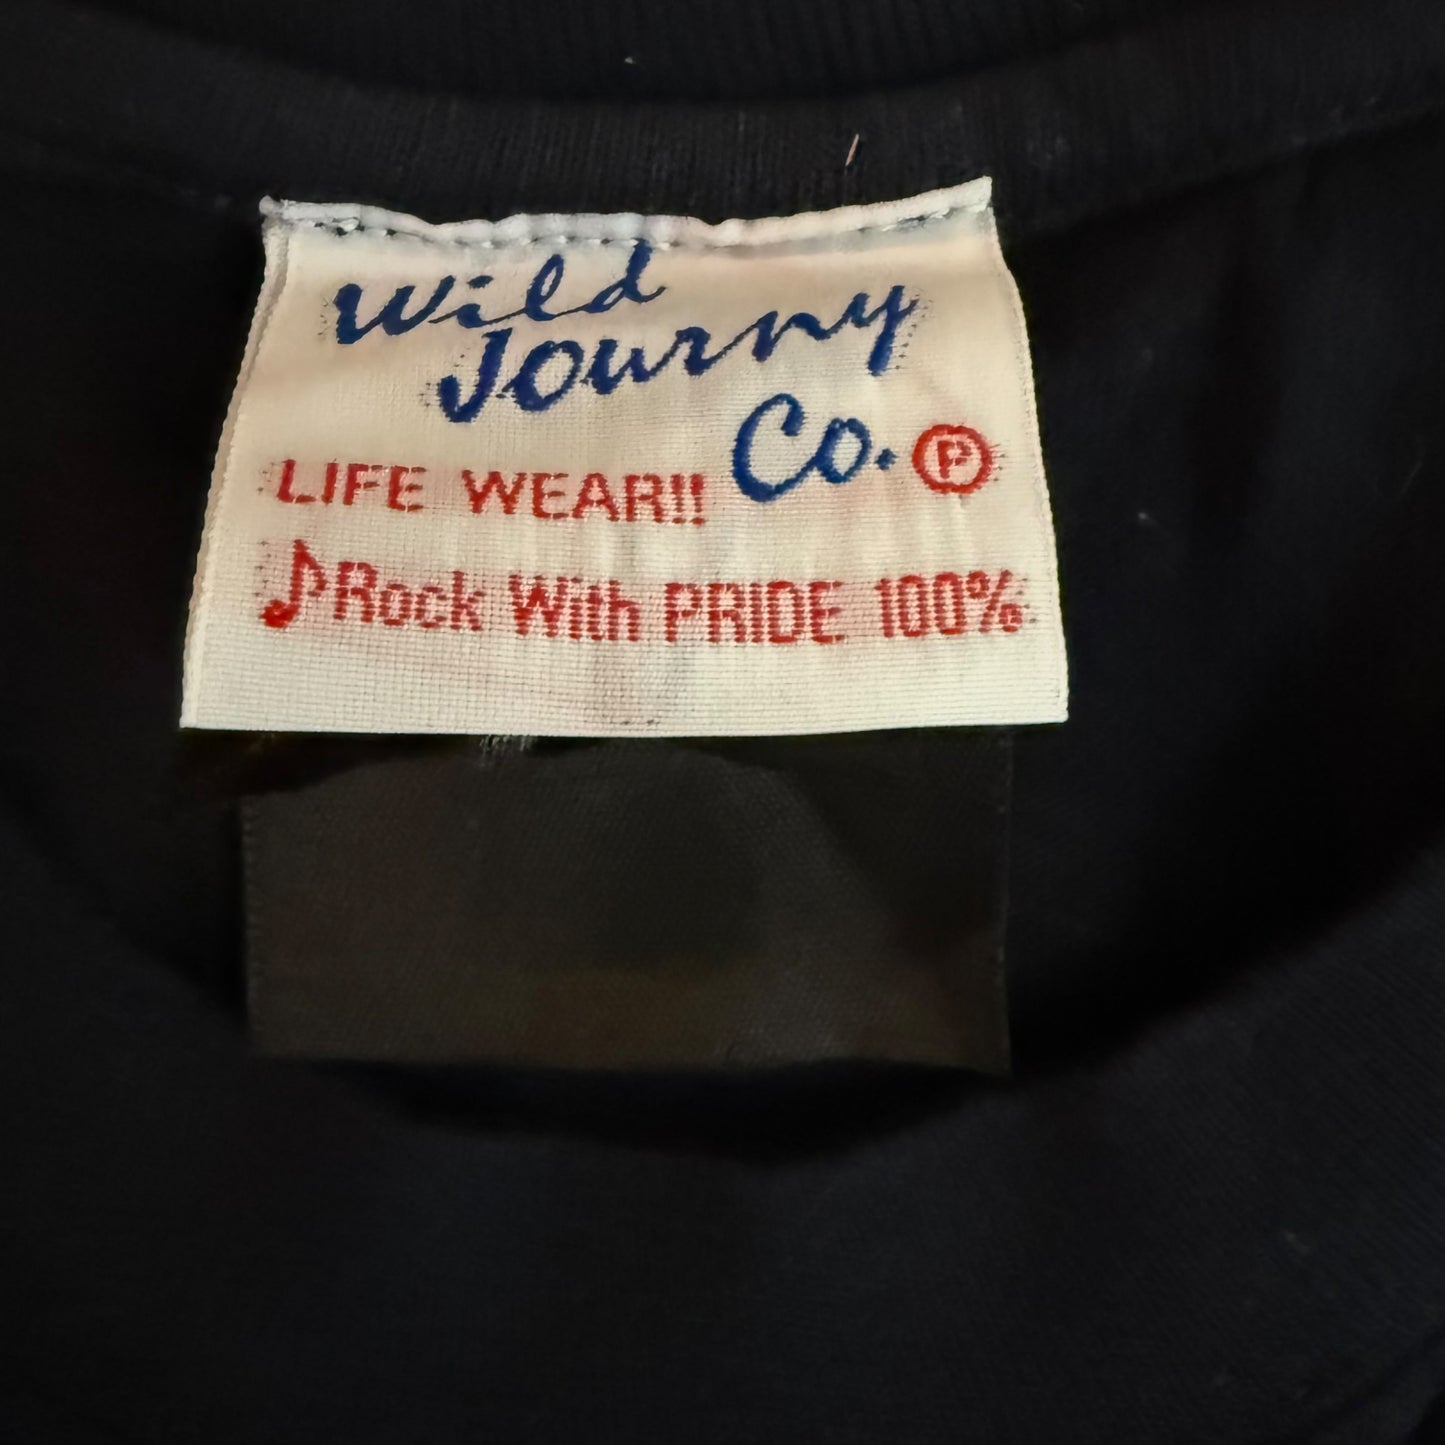 Wild
Journy
Co. Ⓟ
LIFE WEAR!!
♪Rock With PRIDE 100%